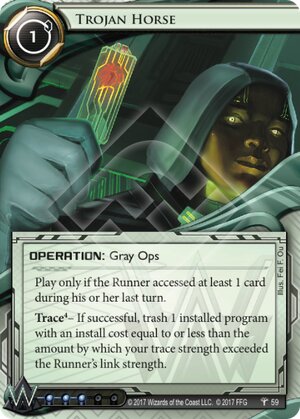 TROJAN HORSE
1
OPERATION: Gray Ops
Play only if the Runner accessed at least 1 card
during his or her last turn.
Trace⁴– If successful, trash 1 installed program
with an install cost equal to or less than the
amount by which your trace strength exceeded
the Runner's link strength.
Illus. Fei F. Ou
© 2017 Wizards of the Coast LLC. © 2017 FFG
59